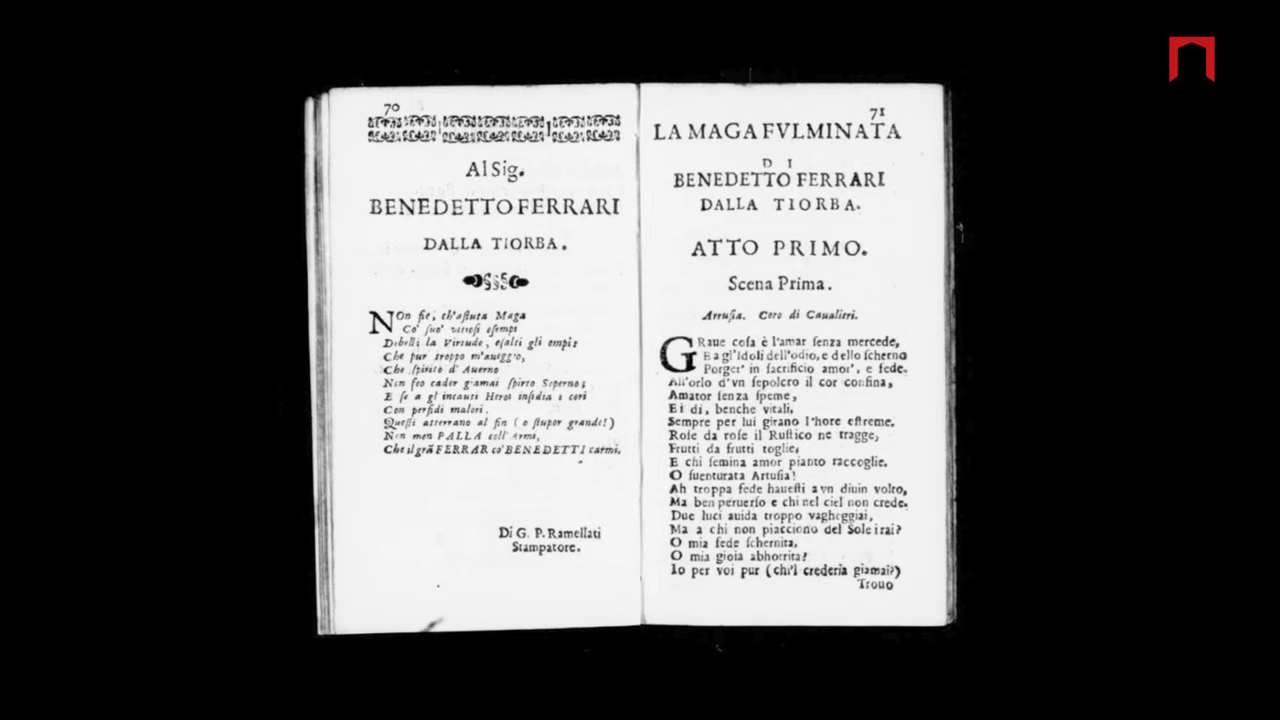 70
Al Sig.
BENEDETTO FERRARI
DALLA TIORBA.
NOn fie, ch'astuta Maga
Co' suo' vitiosi esempi
Debelli la Virtude, esalti gli empi:
Che pur troppo m'aueggio,
Che spirito d' Auerno
Non feo cader giamai spirto Soperno;
E se a gl' incauti Heroi insidia i cori
Con perfidi malori,
Questi atterrano al fin (o stupor grande!)
Non men PALLA coll' Armi,
Che il grā FERRAR co' BENEDETTI carmi.
Di G. P. Ramellati
Stampatore.
71
LA MAGA FVLMINATA
DI
BENEDETTO FERRARI
DALLA TIORBA.
ATTO PRIMO.
Scena Prima.
Arrusia. Coro di Caualieri.
GRaue cosa è l'amar senza mercede,
E a gl'Idoli dell'odio, e dello scherno
Porger' in sacrificio amor', e fede.
All'orlo d'vn sepolcro il cor confina,
Amator senza speme,
E i dì, benche vitali,
Sempre per lui girano l'hore estreme.
Rose da rose il Rustico ne tragge,
Frutti da frutti toglie,
E chi semina amor pianto raccoglie.
O suenturata Artusia!
Ah troppa fede hauesti a vn diuin volto,
Ma ben peruerso e chi nel ciel non crede.
Due luci auida troppo vagheggiai,
Ma a chi non piacciono del Sole i rai?
O mia fede schernita,
O mia gioia abhorrita?
Io per voi pur (chi'l crederia giamai?)
Trouo